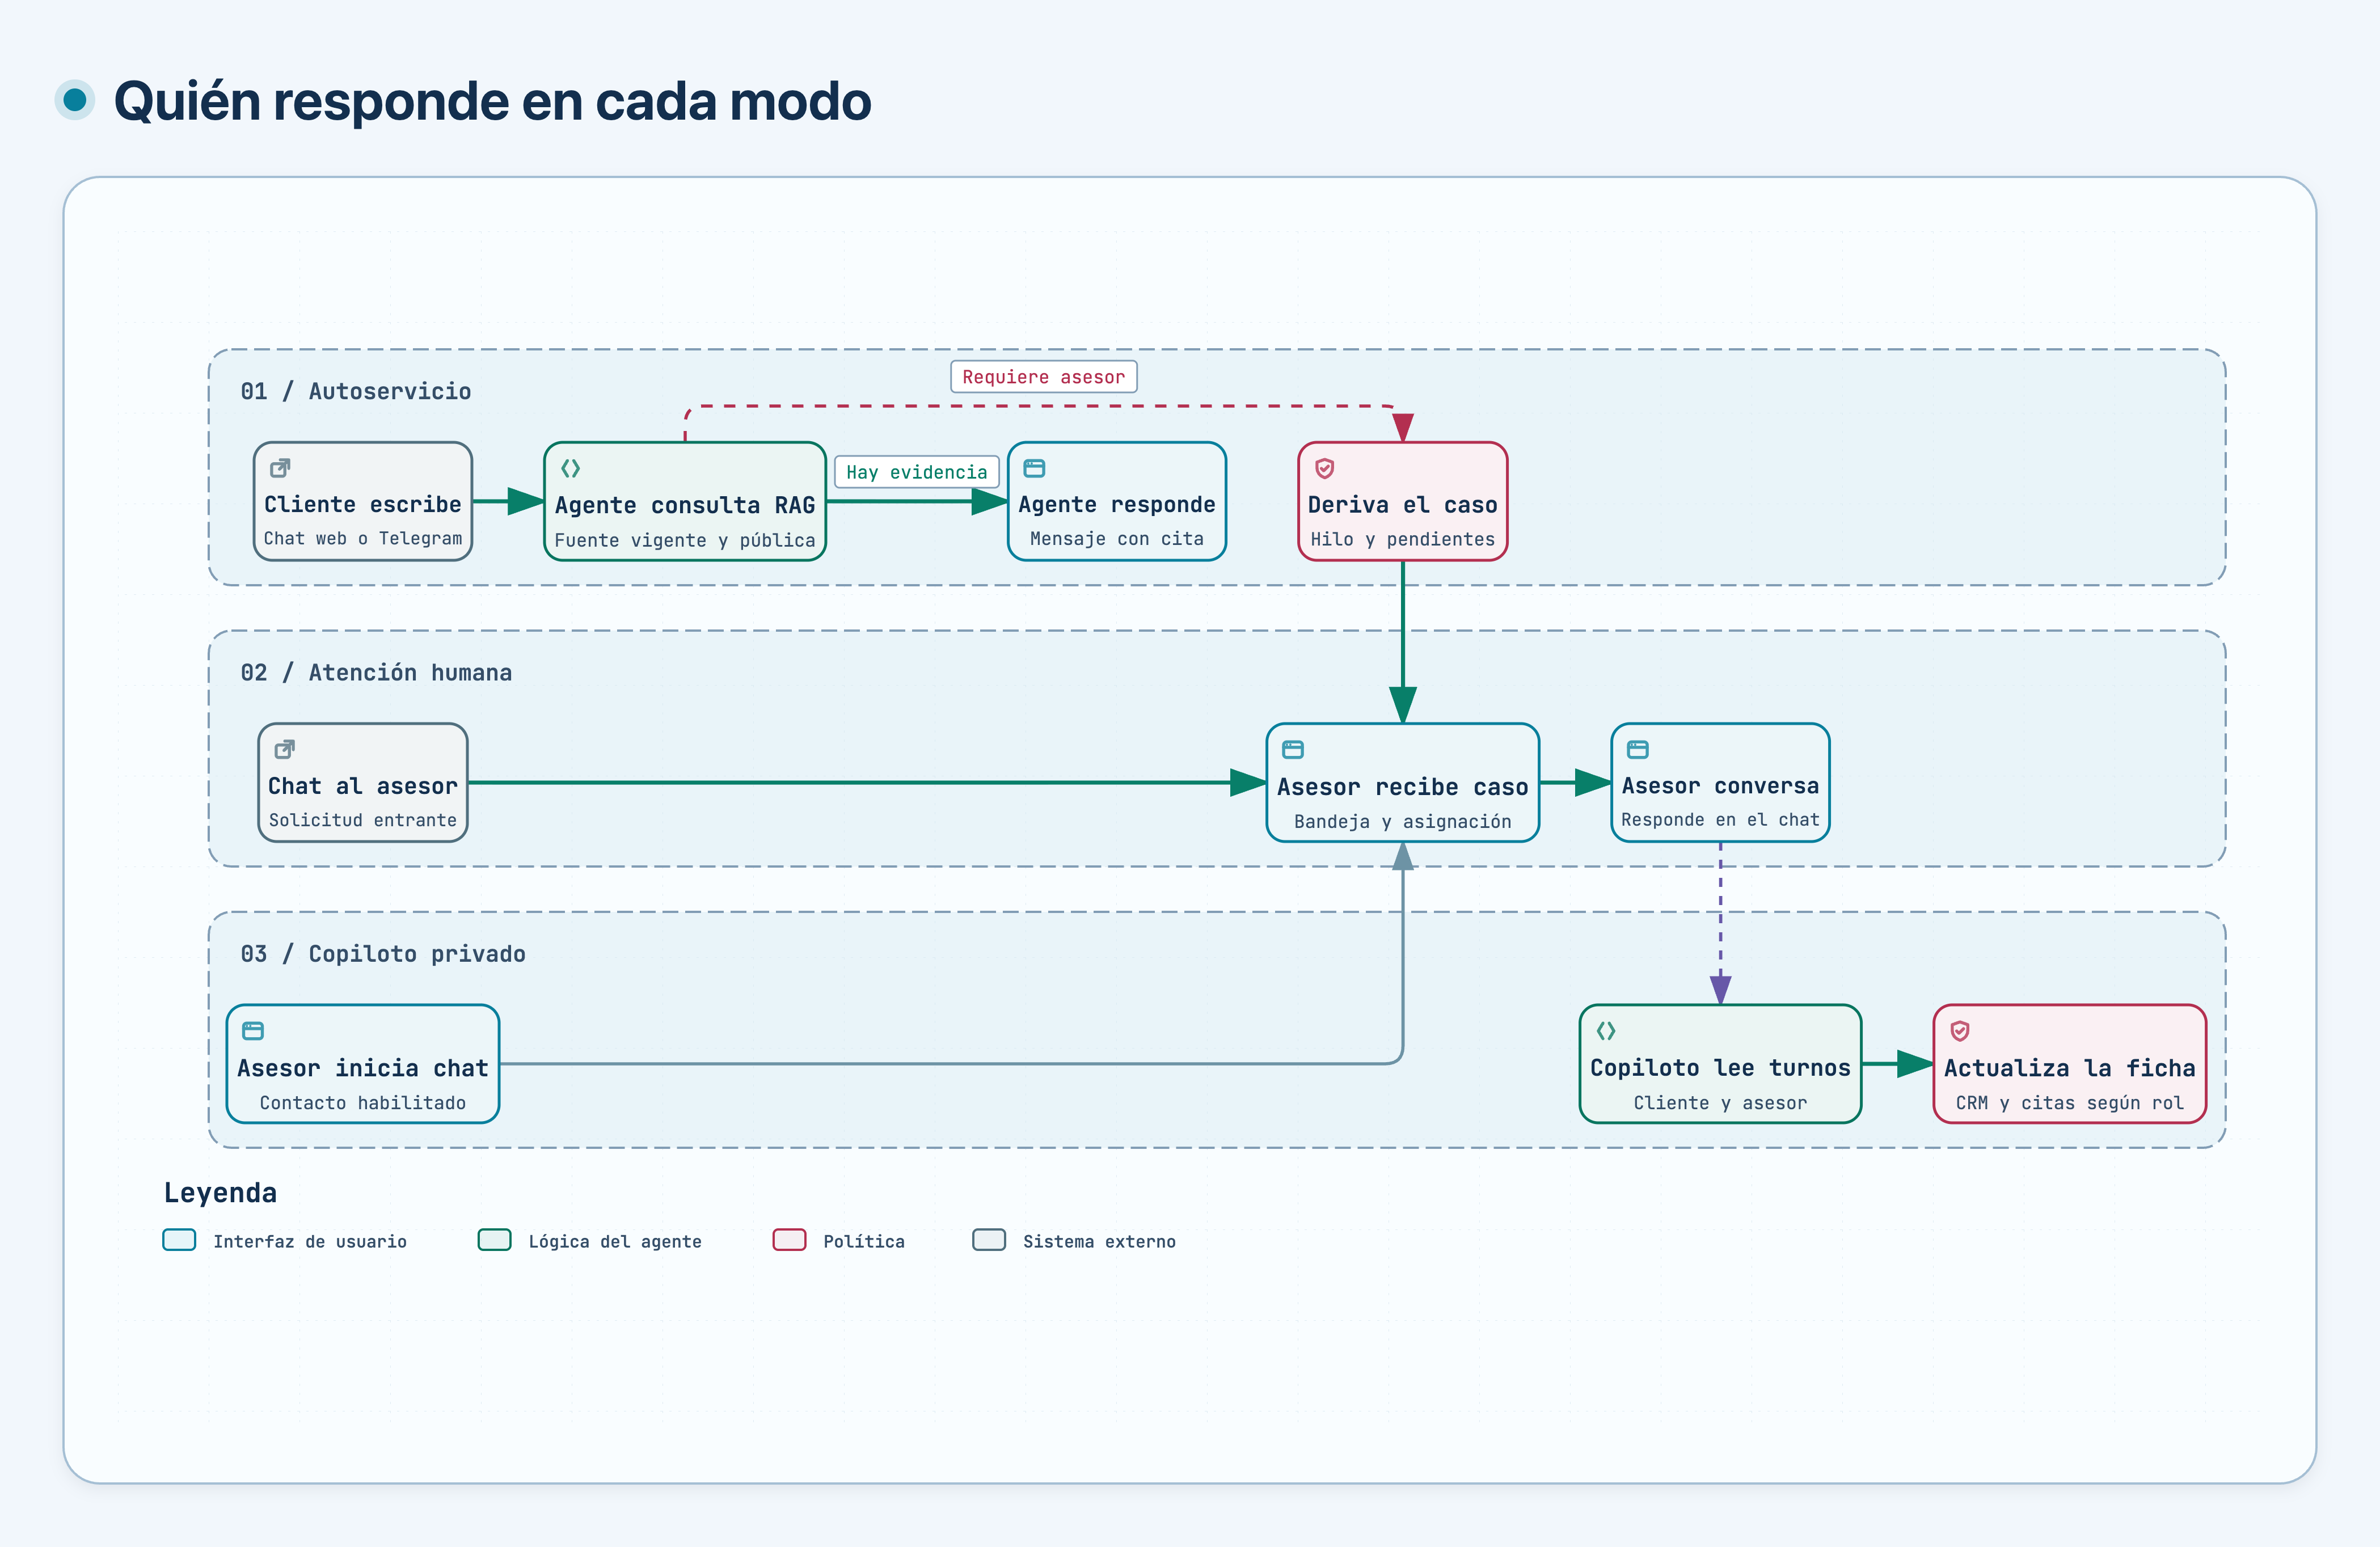 Quién responde en cada modo
01 / Autoservicio
Requiere asesor
Cliente escribe
Chat web o Telegram
Agente consulta RAG
Fuente vigente y pública
Hay evidencia
Agente responde
Mensaje con cita
Deriva el caso
Hilo y pendientes
02 / Atención humana
Chat al asesor
Solicitud entrante
Asesor recibe caso
Bandeja y asignación
Asesor conversa
Responde en el chat
03 / Copiloto privado
Asesor inicia chat
Contacto habilitado
Copiloto lee turnos
Cliente y asesor
Actualiza la ficha
CRM y citas según rol
Leyenda
Interfaz de usuario
Lógica del agente
Política
Sistema externo